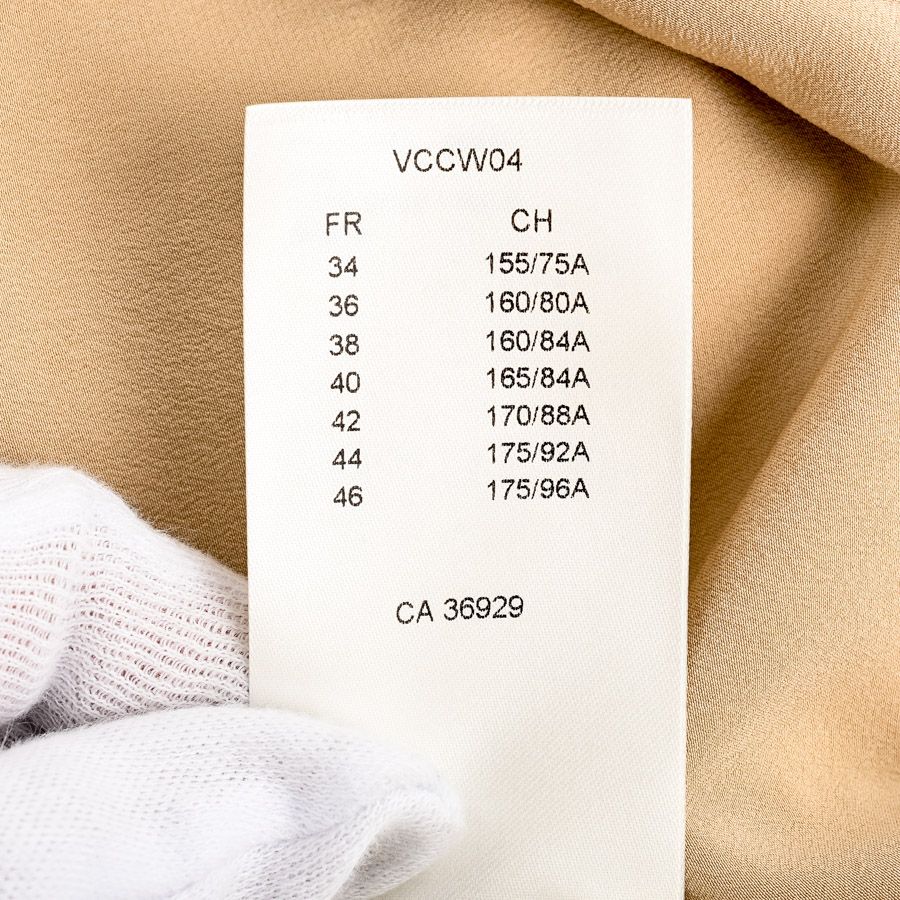 VCCW04
FR CH
34 155/75A
36 160/80A
38 160/84A
40 165/84A
42 170/88A
44 175/92A
46 175/96A
CA 36929